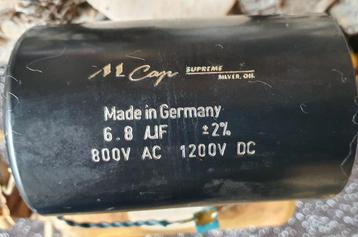 M Cap SUPREME
SILVER. OIL
Made in Germany
6.8 µF ±2%
800V AC 1200V DC